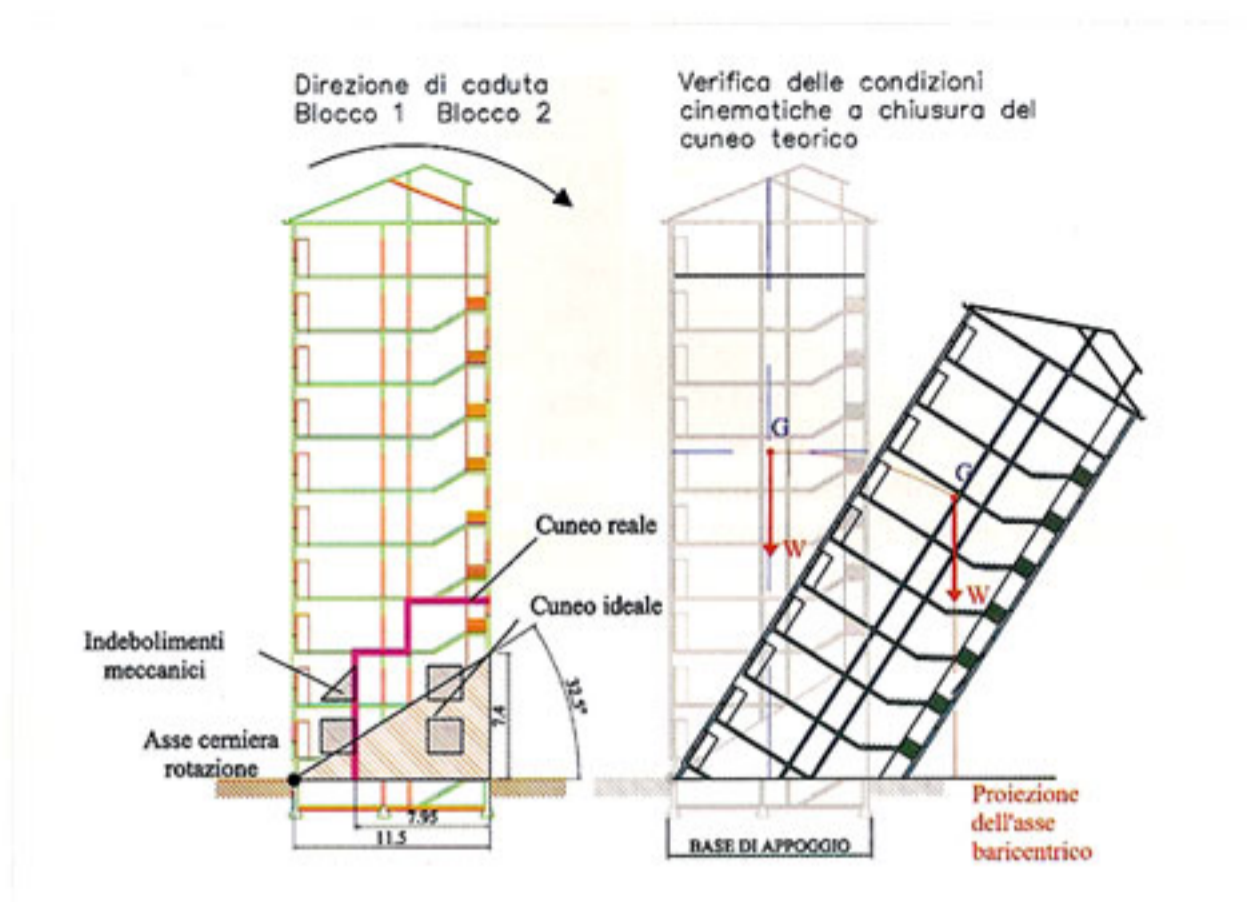 Direzione di caduta
Blocco 1 Blocco 2
Verifica delle condizioni
cinematiche a chiusura del
cuneo teorico
G
W
G
W
Cuneo reale
Cuneo ideale
Indebolimenti
meccanici
32.5°
7.4
Asse cerniera
rotazione
7.95
11.5
BASE DI APPOGGIO
Proiezione
dell'asse
baricentrico